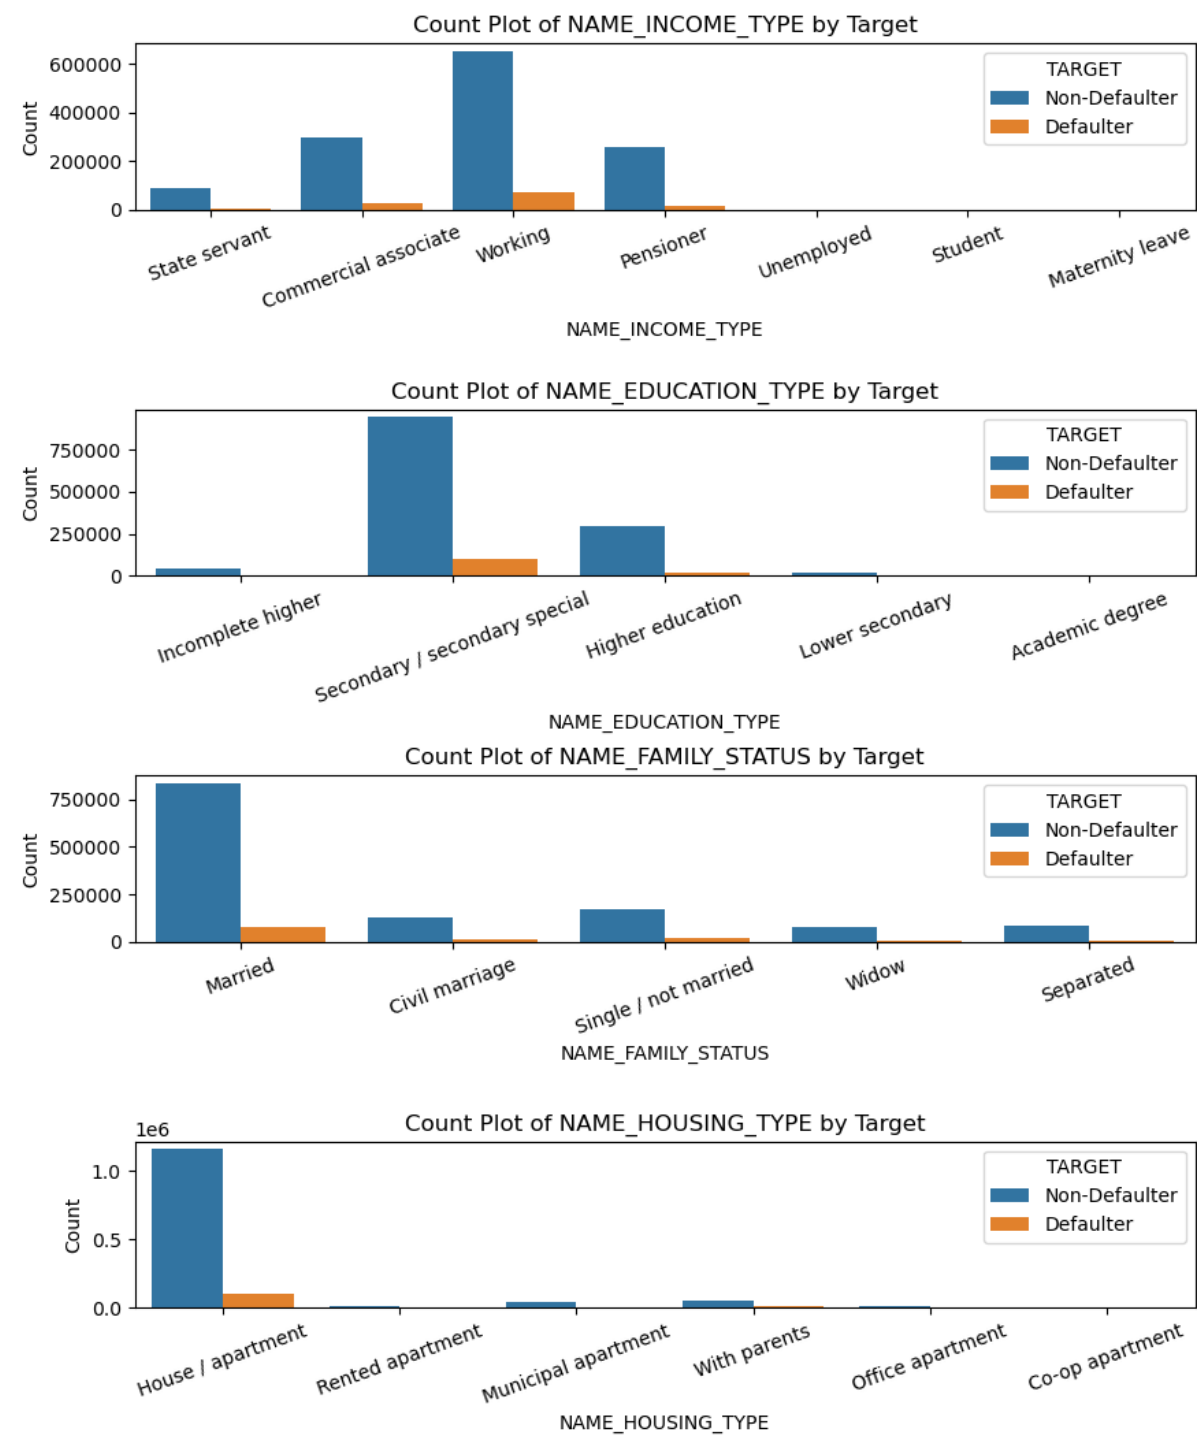 Count Plot of NAME_INCOME_TYPE by Target
600000
400000
200000
0
Count
TARGET
Non-Defaulter
Defaulter
State servant
Commercial associate
Working
Pensioner
Unemployed
Student
Maternity leave
NAME_INCOME_TYPE
Count Plot of NAME_EDUCATION_TYPE by Target
750000
500000
250000
0
Count
TARGET
Non-Defaulter
Defaulter
Incomplete higher
Secondary / secondary special
Higher education
Lower secondary
Academic degree
NAME_EDUCATION_TYPE
Count Plot of NAME_FAMILY_STATUS by Target
750000
500000
250000
0
Count
TARGET
Non-Defaulter
Defaulter
Married
Civil marriage
Single / not married
Widow
Separated
NAME_FAMILY_STATUS
Count Plot of NAME_HOUSING_TYPE by Target
1e6
1.0
0.5
0.0
Count
TARGET
Non-Defaulter
Defaulter
House / apartment
Rented apartment
Municipal apartment
With parents
Office apartment
Co-op apartment
NAME_HOUSING_TYPE